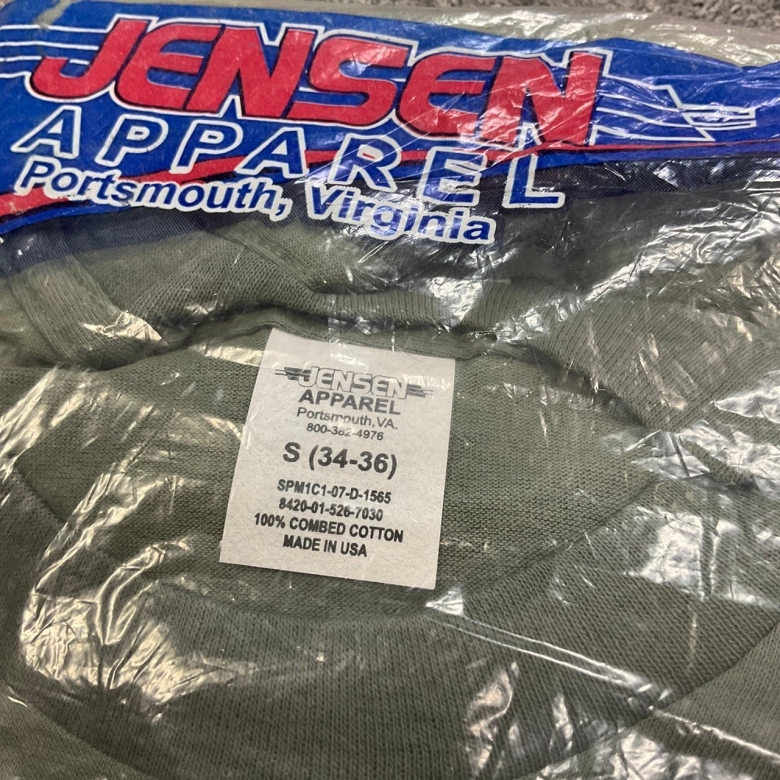 JENSEN
APPAREL
Portsmouth, Virginia
JENSEN
APPAREL
Portsmouth, VA.
800-382-4976
S (34-36)
SPM1C1-07-D-1565
8420-01-526-7030
100% COMBED COTTON
MADE IN USA